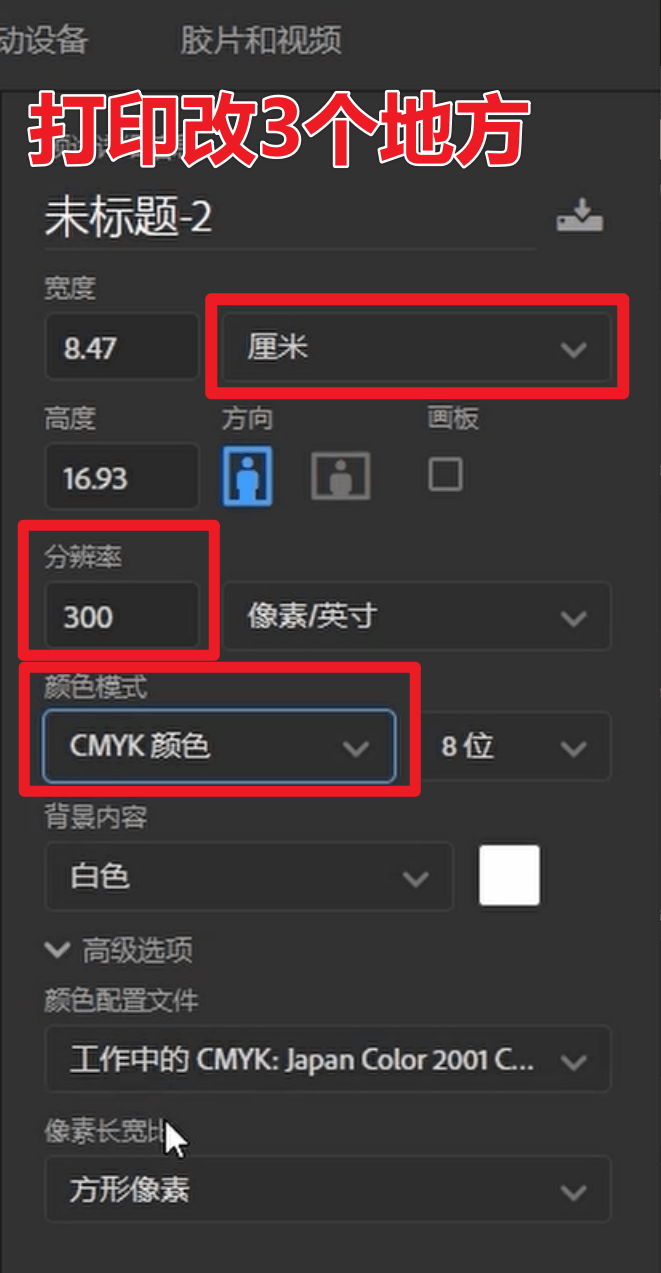 动设备 胶片和视频
打印改3个地方
未标题-2
宽度
8.47 厘米
高度 方向 画板
16.93
分辨率
300 像素/英寸
颜色模式
CMYK 颜色 8 位
背景内容
白色
高级选项
颜色配置文件
工作中的 CMYK: Japan Color 2001 C...
像素长宽比
方形像素